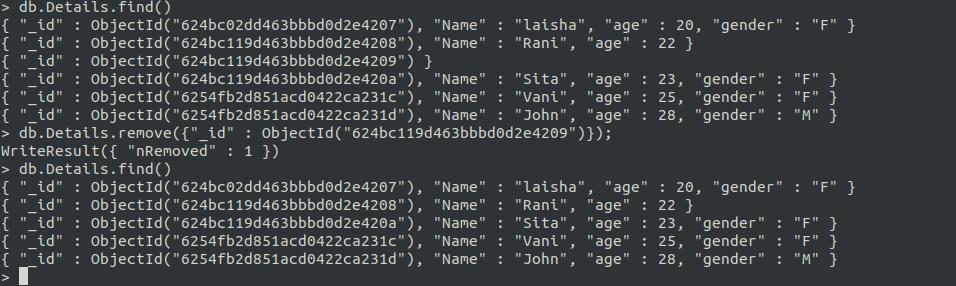 > db.Details.find()
{ "_id" : ObjectId("624bc02dd463bbbd0d2e4207"), "Name" : "laisha", "age" : 20, "gender" : "F" }
{ "_id" : ObjectId("624bc119d463bbbd0d2e4208"), "Name" : "Rani", "age" : 22 }
{ "_id" : ObjectId("624bc119d463bbbd0d2e4209") }
{ "_id" : ObjectId("624bc119d463bbbd0d2e420a"), "Name" : "Sita", "age" : 23, "gender" : "F" }
{ "_id" : ObjectId("6254fb2d851acd0422ca231c"), "Name" : "Vani", "age" : 25, "gender" : "F" }
{ "_id" : ObjectId("6254fb2d851acd0422ca231d"), "Name" : "John", "age" : 28, "gender" : "M" }
> db.Details.remove({"_id" : ObjectId("624bc119d463bbbd0d2e4209")});
WriteResult({ "nRemoved" : 1 })
> db.Details.find()
{ "_id" : ObjectId("624bc02dd463bbbd0d2e4207"), "Name" : "laisha", "age" : 20, "gender" : "F" }
{ "_id" : ObjectId("624bc119d463bbbd0d2e4208"), "Name" : "Rani", "age" : 22 }
{ "_id" : ObjectId("624bc119d463bbbd0d2e420a"), "Name" : "Sita", "age" : 23, "gender" : "F" }
{ "_id" : ObjectId("6254fb2d851acd0422ca231c"), "Name" : "Vani", "age" : 25, "gender" : "F" }
{ "_id" : ObjectId("6254fb2d851acd0422ca231d"), "Name" : "John", "age" : 28, "gender" : "M" }
>